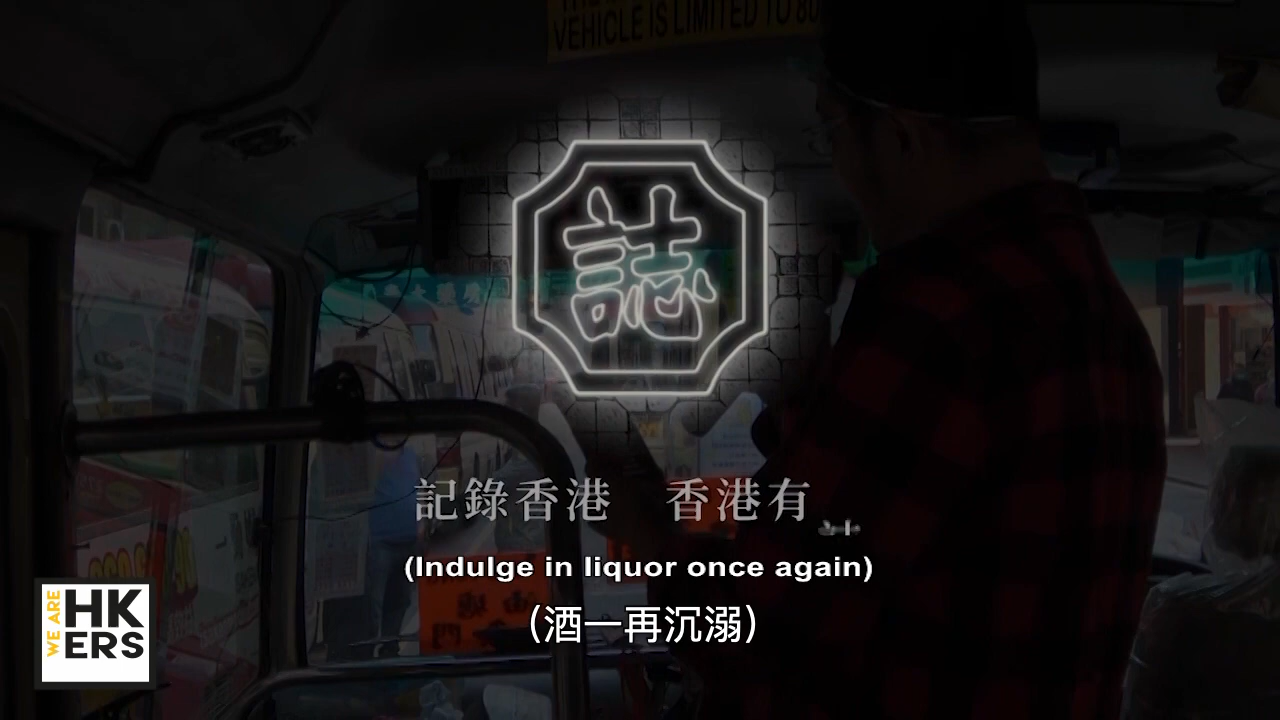 VEHICLE IS LIMITED TO 80
誌
記錄香港 香港有
(Indulge in liquor once again)
(酒一再沉溺)
WE ARE
HK
ERS